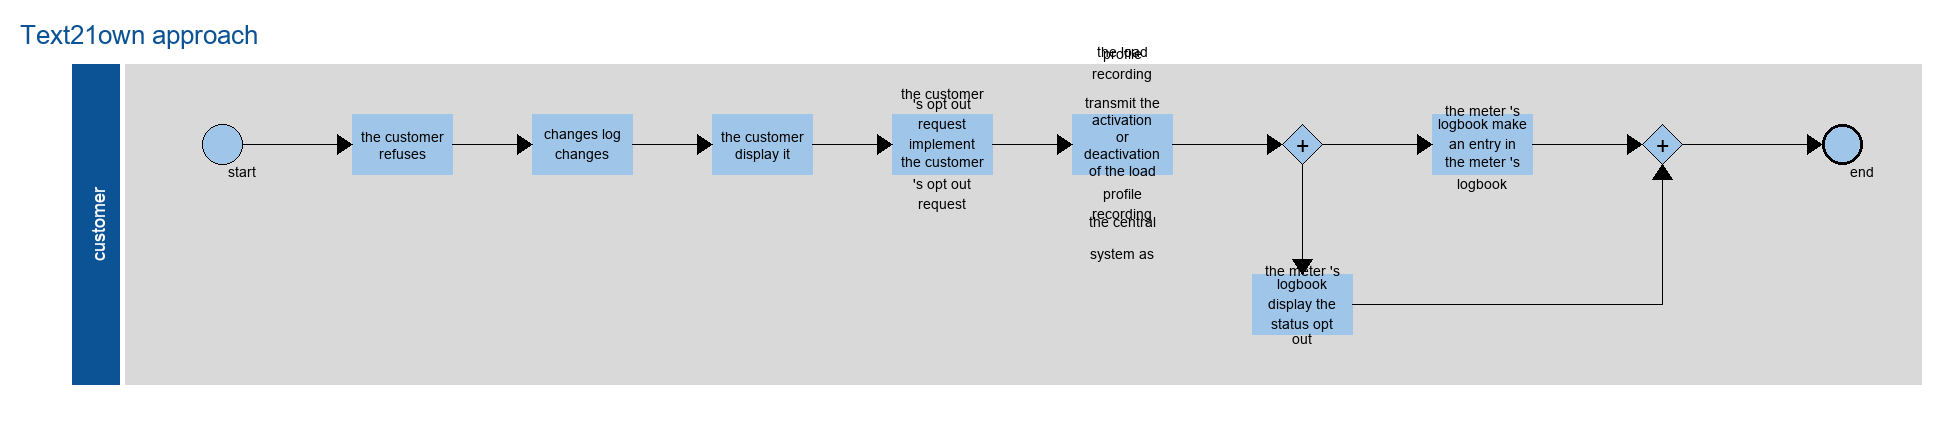 Text21own approach
customer
start
the customer
refuses
changes log
changes
the customer
display it
the customer
's opt out
request
implement
the customer
's opt out
request
the load
profile
recording
transmit the
activation
or
deactivation
of the load
profile
recording
the central
system as
+
the meter 's
logbook
display the
status opt
out
the meter 's
logbook make
an entry in
the meter 's
logbook
+
end